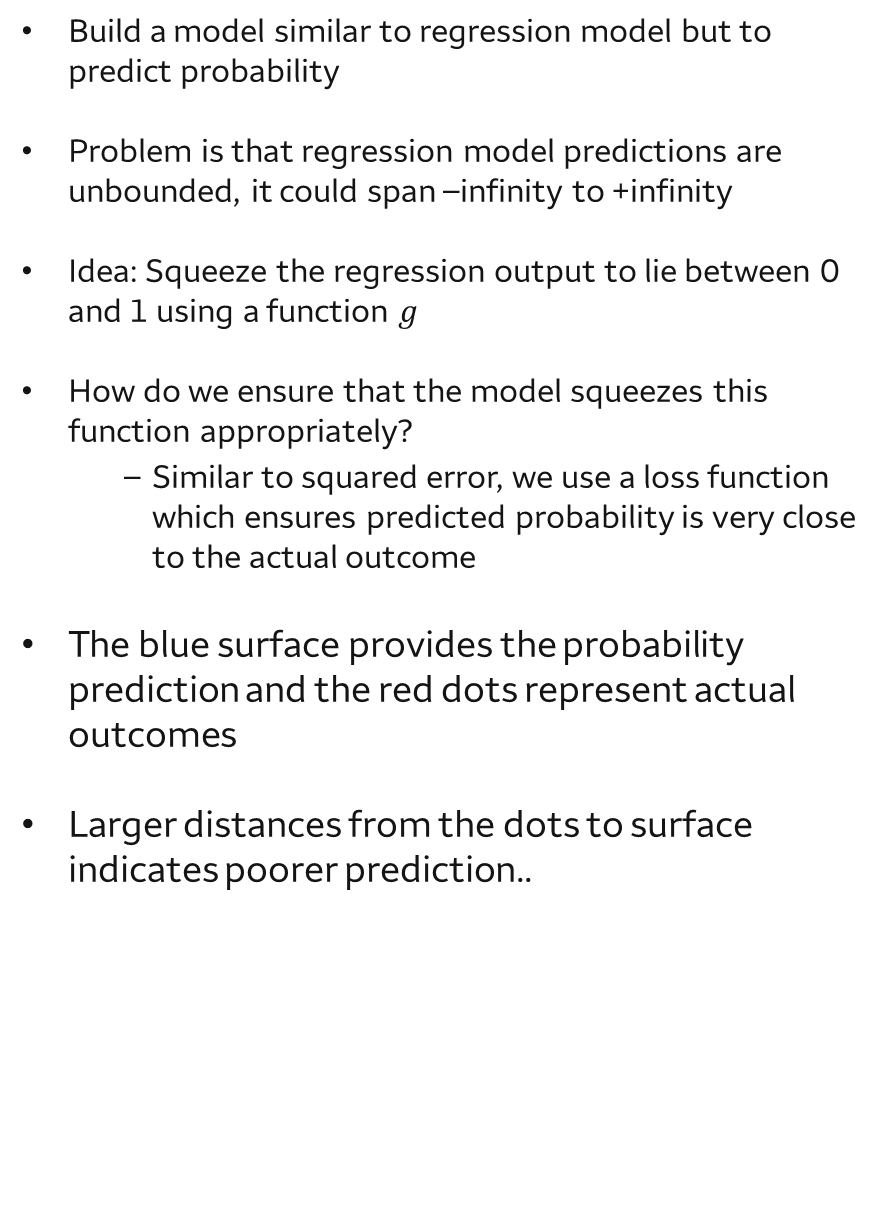 • Build a model similar to regression model but to
predict probability
• Problem is that regression model predictions are
unbounded, it could span –infinity to +infinity
• Idea: Squeeze the regression output to lie between 0
and 1 using a function g
• How do we ensure that the model squeezes this
function appropriately?
– Similar to squared error, we use a loss function
which ensures predicted probability is very close
to the actual outcome
• The blue surface provides the probability
prediction and the red dots represent actual
outcomes
• Larger distances from the dots to surface
indicates poorer prediction..